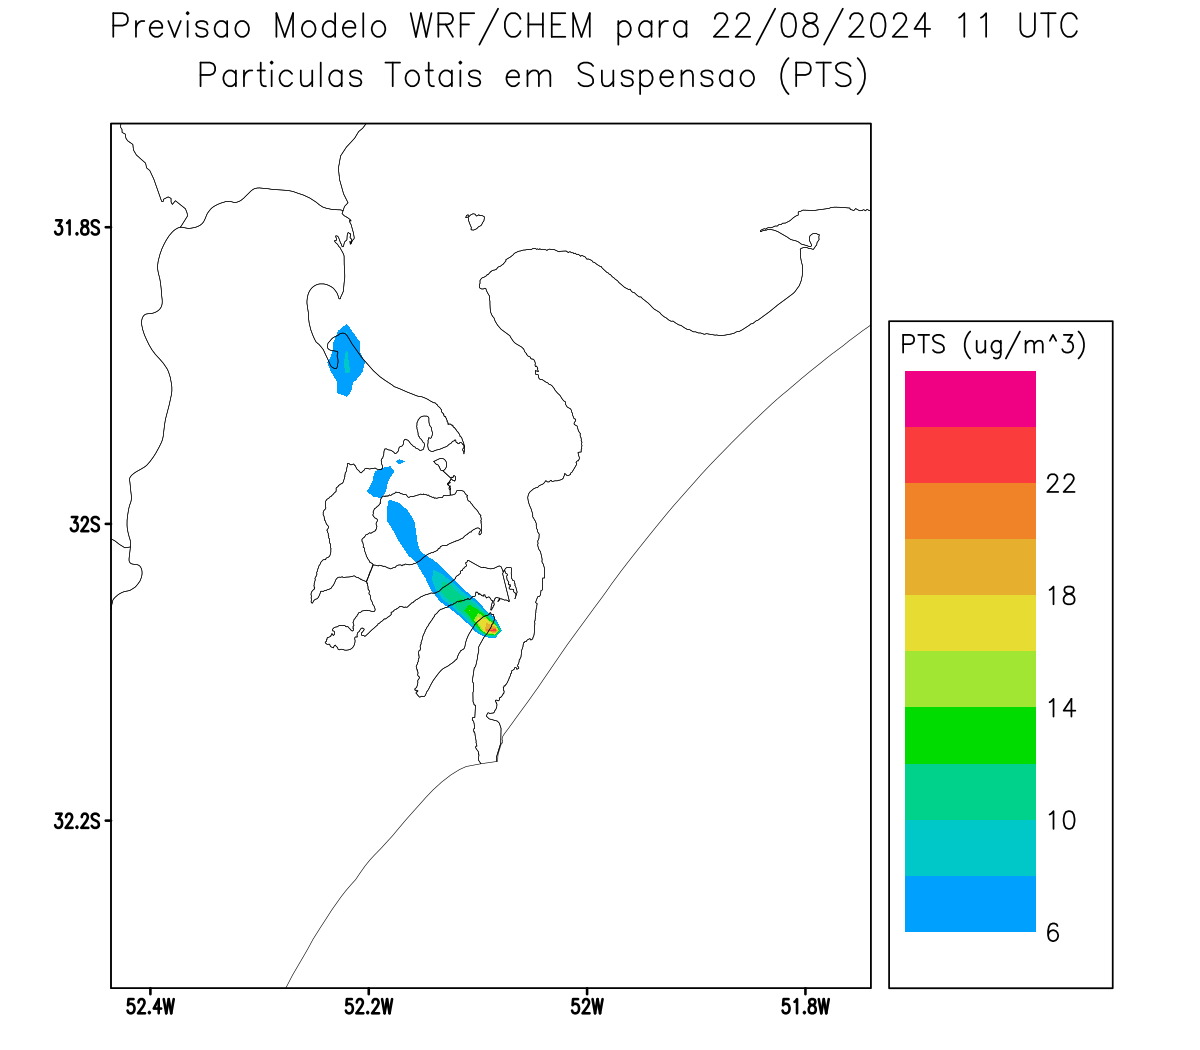 Previsao Modelo WRF/CHEM para 22/08/2024 11 UTC
Particulas Totais em Suspensao (PTS)
31.8S
32S
32.2S
52.4W
52.2W
52W
51.8W
PTS (ug/m^3)
22
18
14
10
6